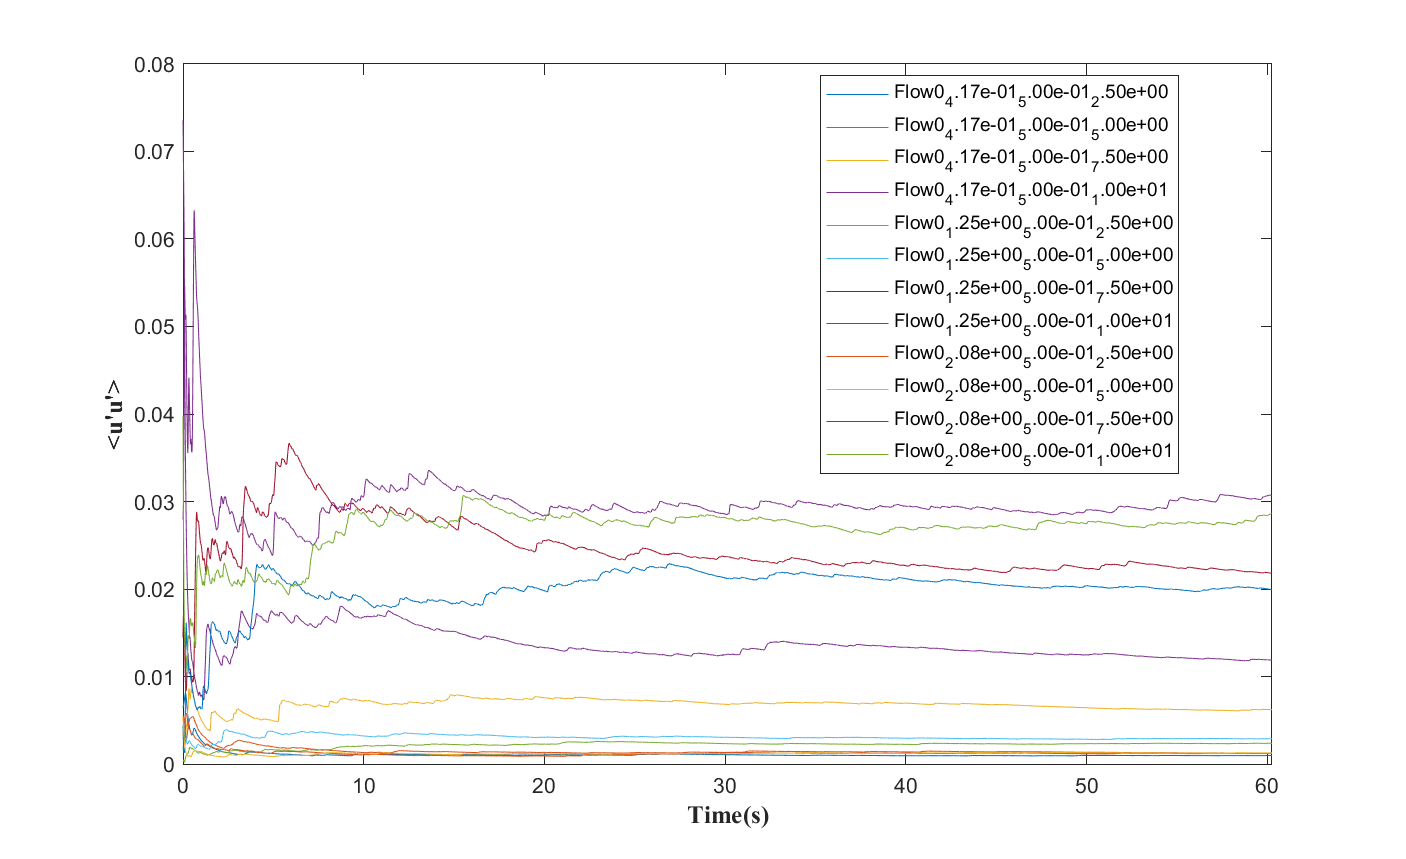 0.08
0.07
0.06
0.05
0.04
0.03
0.02
0.01
0
<u'u'>
0
10
20
30
40
50
60
Time(s)
Flow0₄.17e-01₅.00e-01₂.50e+00
Flow0₄.17e-01₅.00e-01₅.00e+00
Flow0₄.17e-01₅.00e-01₇.50e+00
Flow0₄.17e-01₅.00e-01₁.00e+01
Flow0₁.25e+00₅.00e-01₂.50e+00
Flow0₁.25e+00₅.00e-01₅.00e+00
Flow0₁.25e+00₅.00e-01₇.50e+00
Flow0₁.25e+00₅.00e-01₁.00e+01
Flow0₂.08e+00₅.00e-01₂.50e+00
Flow0₂.08e+00₅.00e-01₅.00e+00
Flow0₂.08e+00₅.00e-01₇.50e+00
Flow0₂.08e+00₅.00e-01₁.00e+01